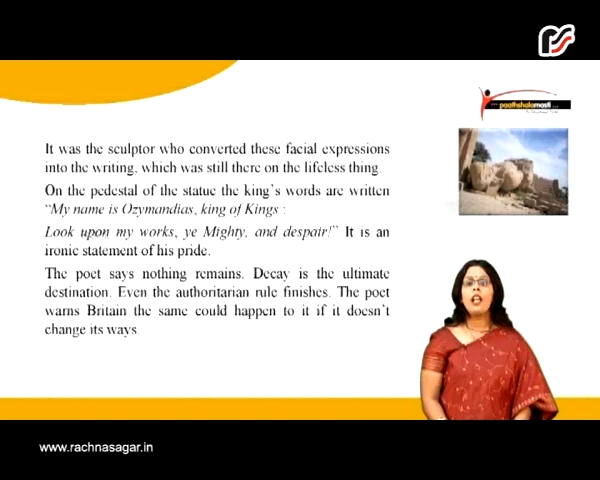 www.paathshalamasti.com
It was the sculptor who converted these facial expressions
into the writing, which was still there on the lifeless thing.
On the pedestal of the statue the king's words are written
"My name is Ozymandias, king of Kings :
Look upon my works, ye Mighty, and despair!" It is an
ironic statement of his pride.
The poet says nothing remains. Decay is the ultimate
destination. Even the authoritarian rule finishes. The poet
warns Britain the same could happen to it if it doesn't
change its ways.
www.rachnasagar.in